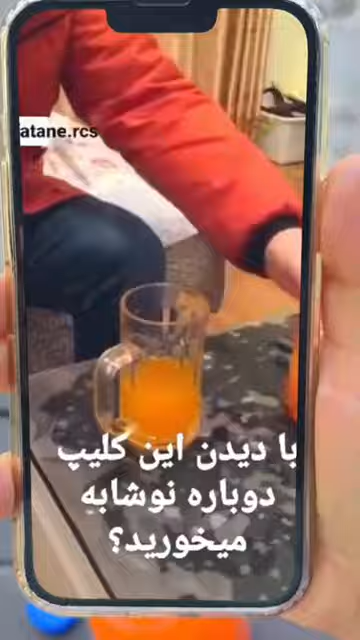 atane.rcs
با دیدن این کلیپ
دوباره نوشابه
میخورید؟